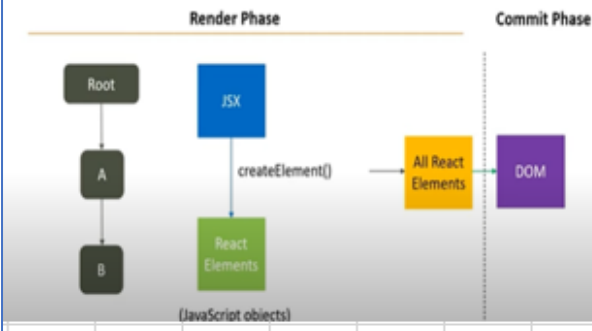 Render Phase
Commit Phase
Root
JSX
A
createElement()
All React
Elements
DOM
B
React
Elements
(JavaScript objects)